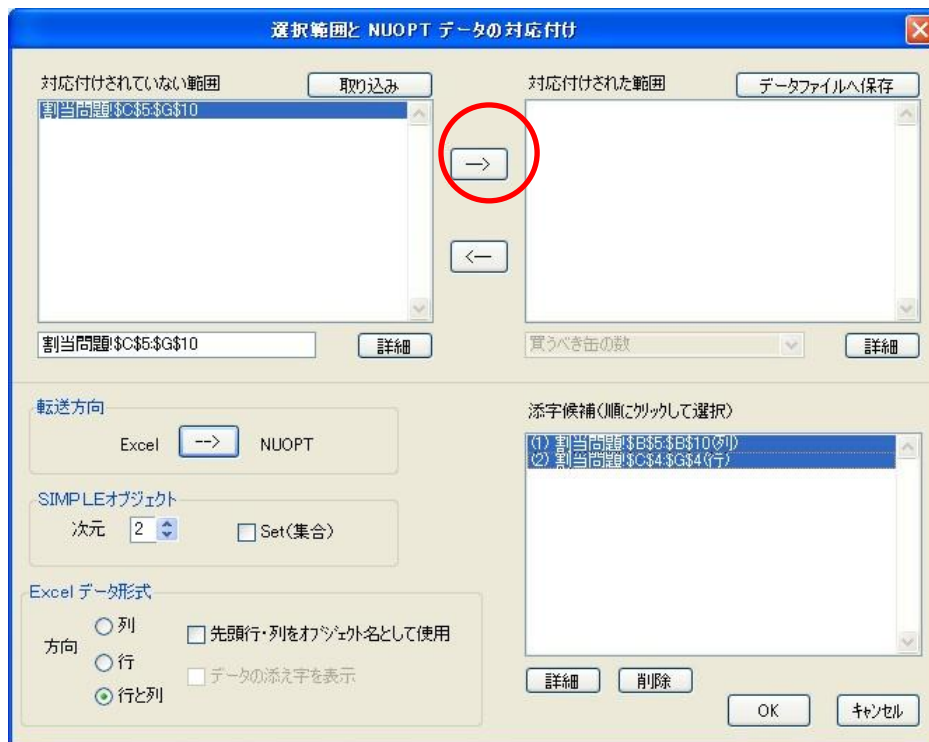 選択範囲と NUOPT データの対応付け
対応付けされていない範囲
取り込み
割当問題!$C$5:$G$10
-->
<--
対応付けされた範囲
データファイルへ保存
割当問題!$C$5:$G$10
詳細
買うべき缶の数
詳細
転送方向
Excel --> NUOPT
SIMPLEオブジェクト
次元 2 Set(集合)
Excel データ形式
方向
列
行
行と列
先頭行・列をオブジェクト名として使用
データの添え字を表示
添字候補(順にクリックして選択)
(1) 割当問題!$B$5:$B$10(列)
(2) 割当問題!$C$4:$G$4(行)
詳細
削除
OK
キャンセル